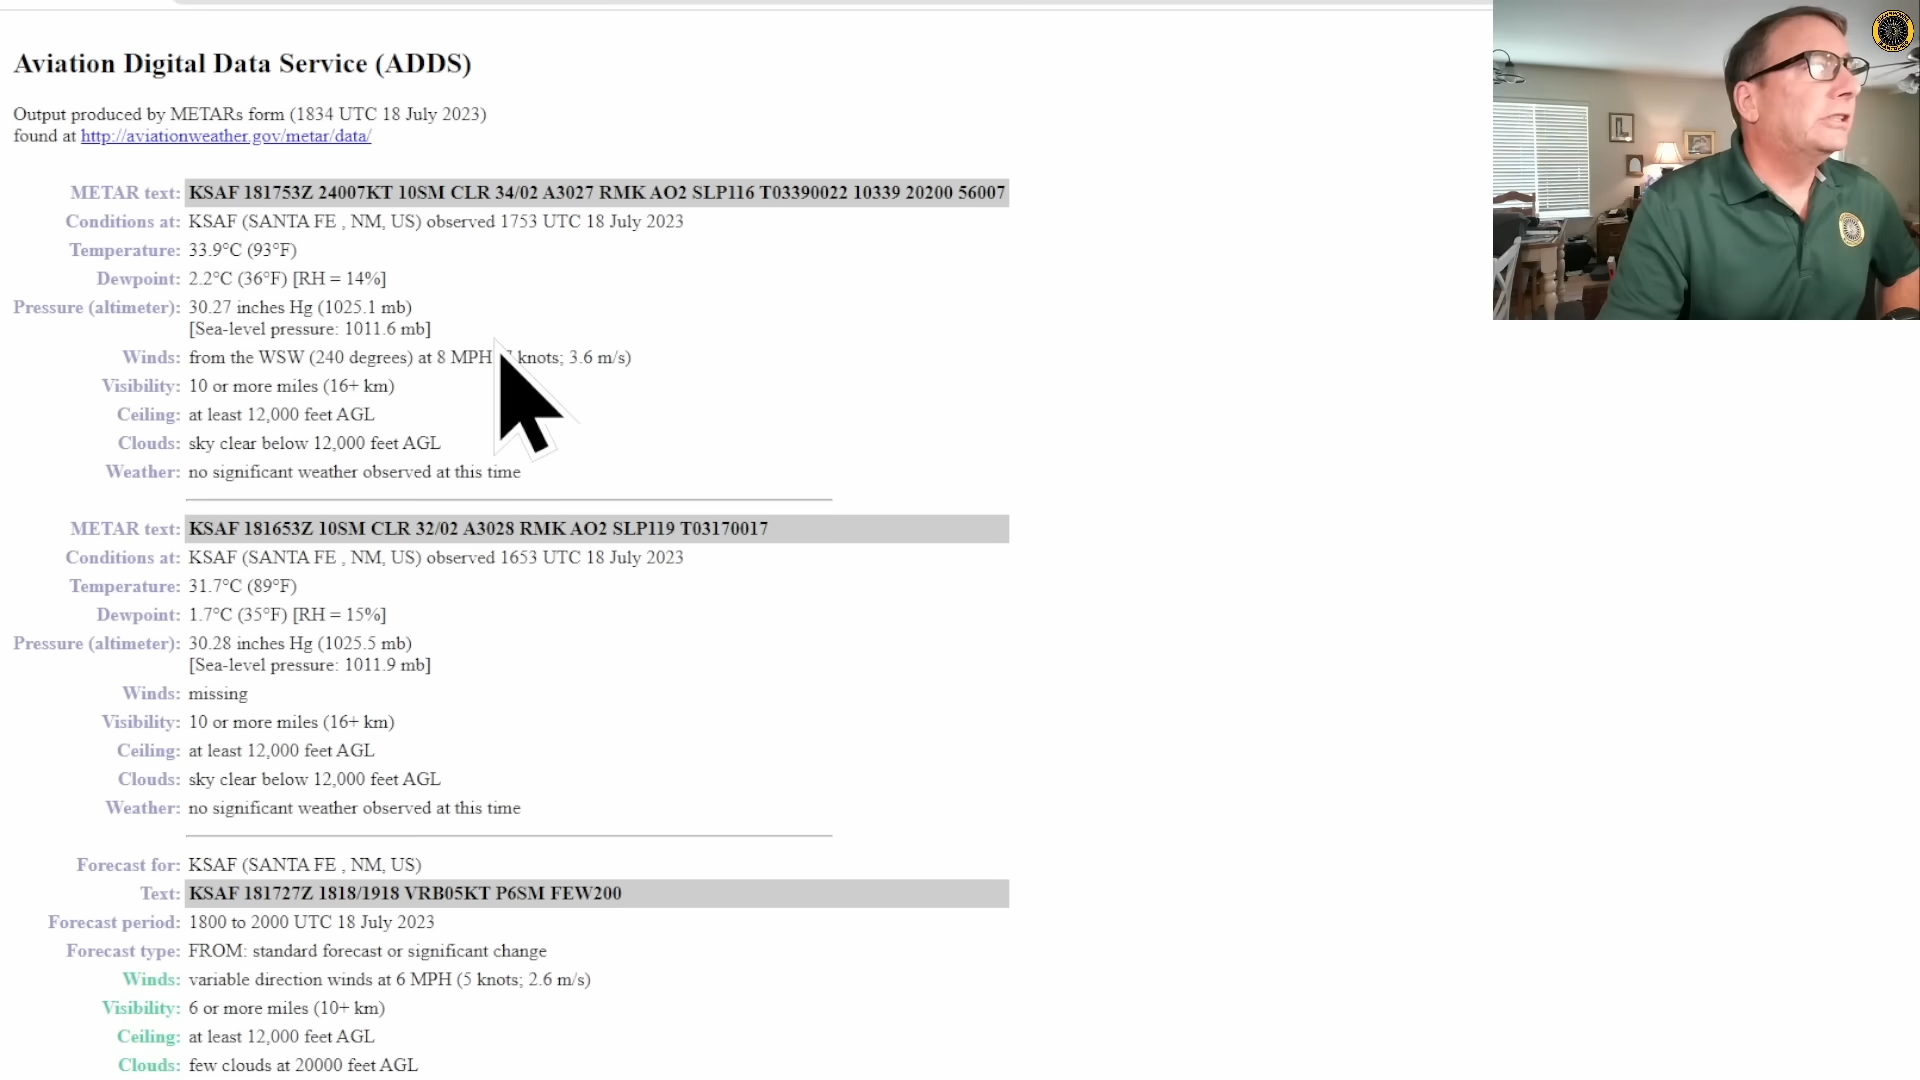 Aviation Digital Data Service (ADDS)
Output produced by METARs form (1834 UTC 18 July 2023)
found at http://aviationweather.gov/metar/data/
METAR text: KSAF 181753Z 24007KT 10SM CLR 34/02 A3027 RMK AO2 SLP116 T03390022 10339 20200 56007
Conditions at: KSAF (SANTA FE , NM, US) observed 1753 UTC 18 July 2023
Temperature: 33.9°C (93°F)
Dewpoint: 2.2°C (36°F) [RH = 14%]
Pressure (altimeter): 30.27 inches Hg (1025.1 mb)
[Sea-level pressure: 1011.6 mb]
Winds: from the WSW (240 degrees) at 8 MPH knots; 3.6 m/s)
Visibility: 10 or more miles (16+ km)
Ceiling: at least 12,000 feet AGL
Clouds: sky clear below 12,000 feet AGL
Weather: no significant weather observed at this time
METAR text: KSAF 181653Z 10SM CLR 32/02 A3028 RMK AO2 SLP119 T03170017
Conditions at: KSAF (SANTA FE , NM, US) observed 1653 UTC 18 July 2023
Temperature: 31.7°C (89°F)
Dewpoint: 1.7°C (35°F) [RH = 15%]
Pressure (altimeter): 30.28 inches Hg (1025.5 mb)
[Sea-level pressure: 1011.9 mb]
Winds: missing
Visibility: 10 or more miles (16+ km)
Ceiling: at least 12,000 feet AGL
Clouds: sky clear below 12,000 feet AGL
Weather: no significant weather observed at this time
Forecast for: KSAF (SANTA FE , NM, US)
Text: KSAF 181727Z 1818/1918 VRB05KT P6SM FEW200
Forecast period: 1800 to 2000 UTC 18 July 2023
Forecast type: FROM: standard forecast or significant change
Winds: variable direction winds at 6 MPH (5 knots; 2.6 m/s)
Visibility: 6 or more miles (10+ km)
Ceiling: at least 12,000 feet AGL
Clouds: few clouds at 20000 feet AGL